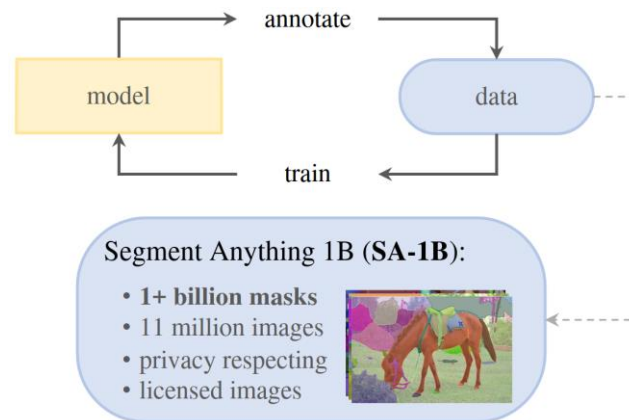 annotate
model
data
train
Segment Anything 1B (SA-1B):
• 1+ billion masks
• 11 million images
• privacy respecting
• licensed images